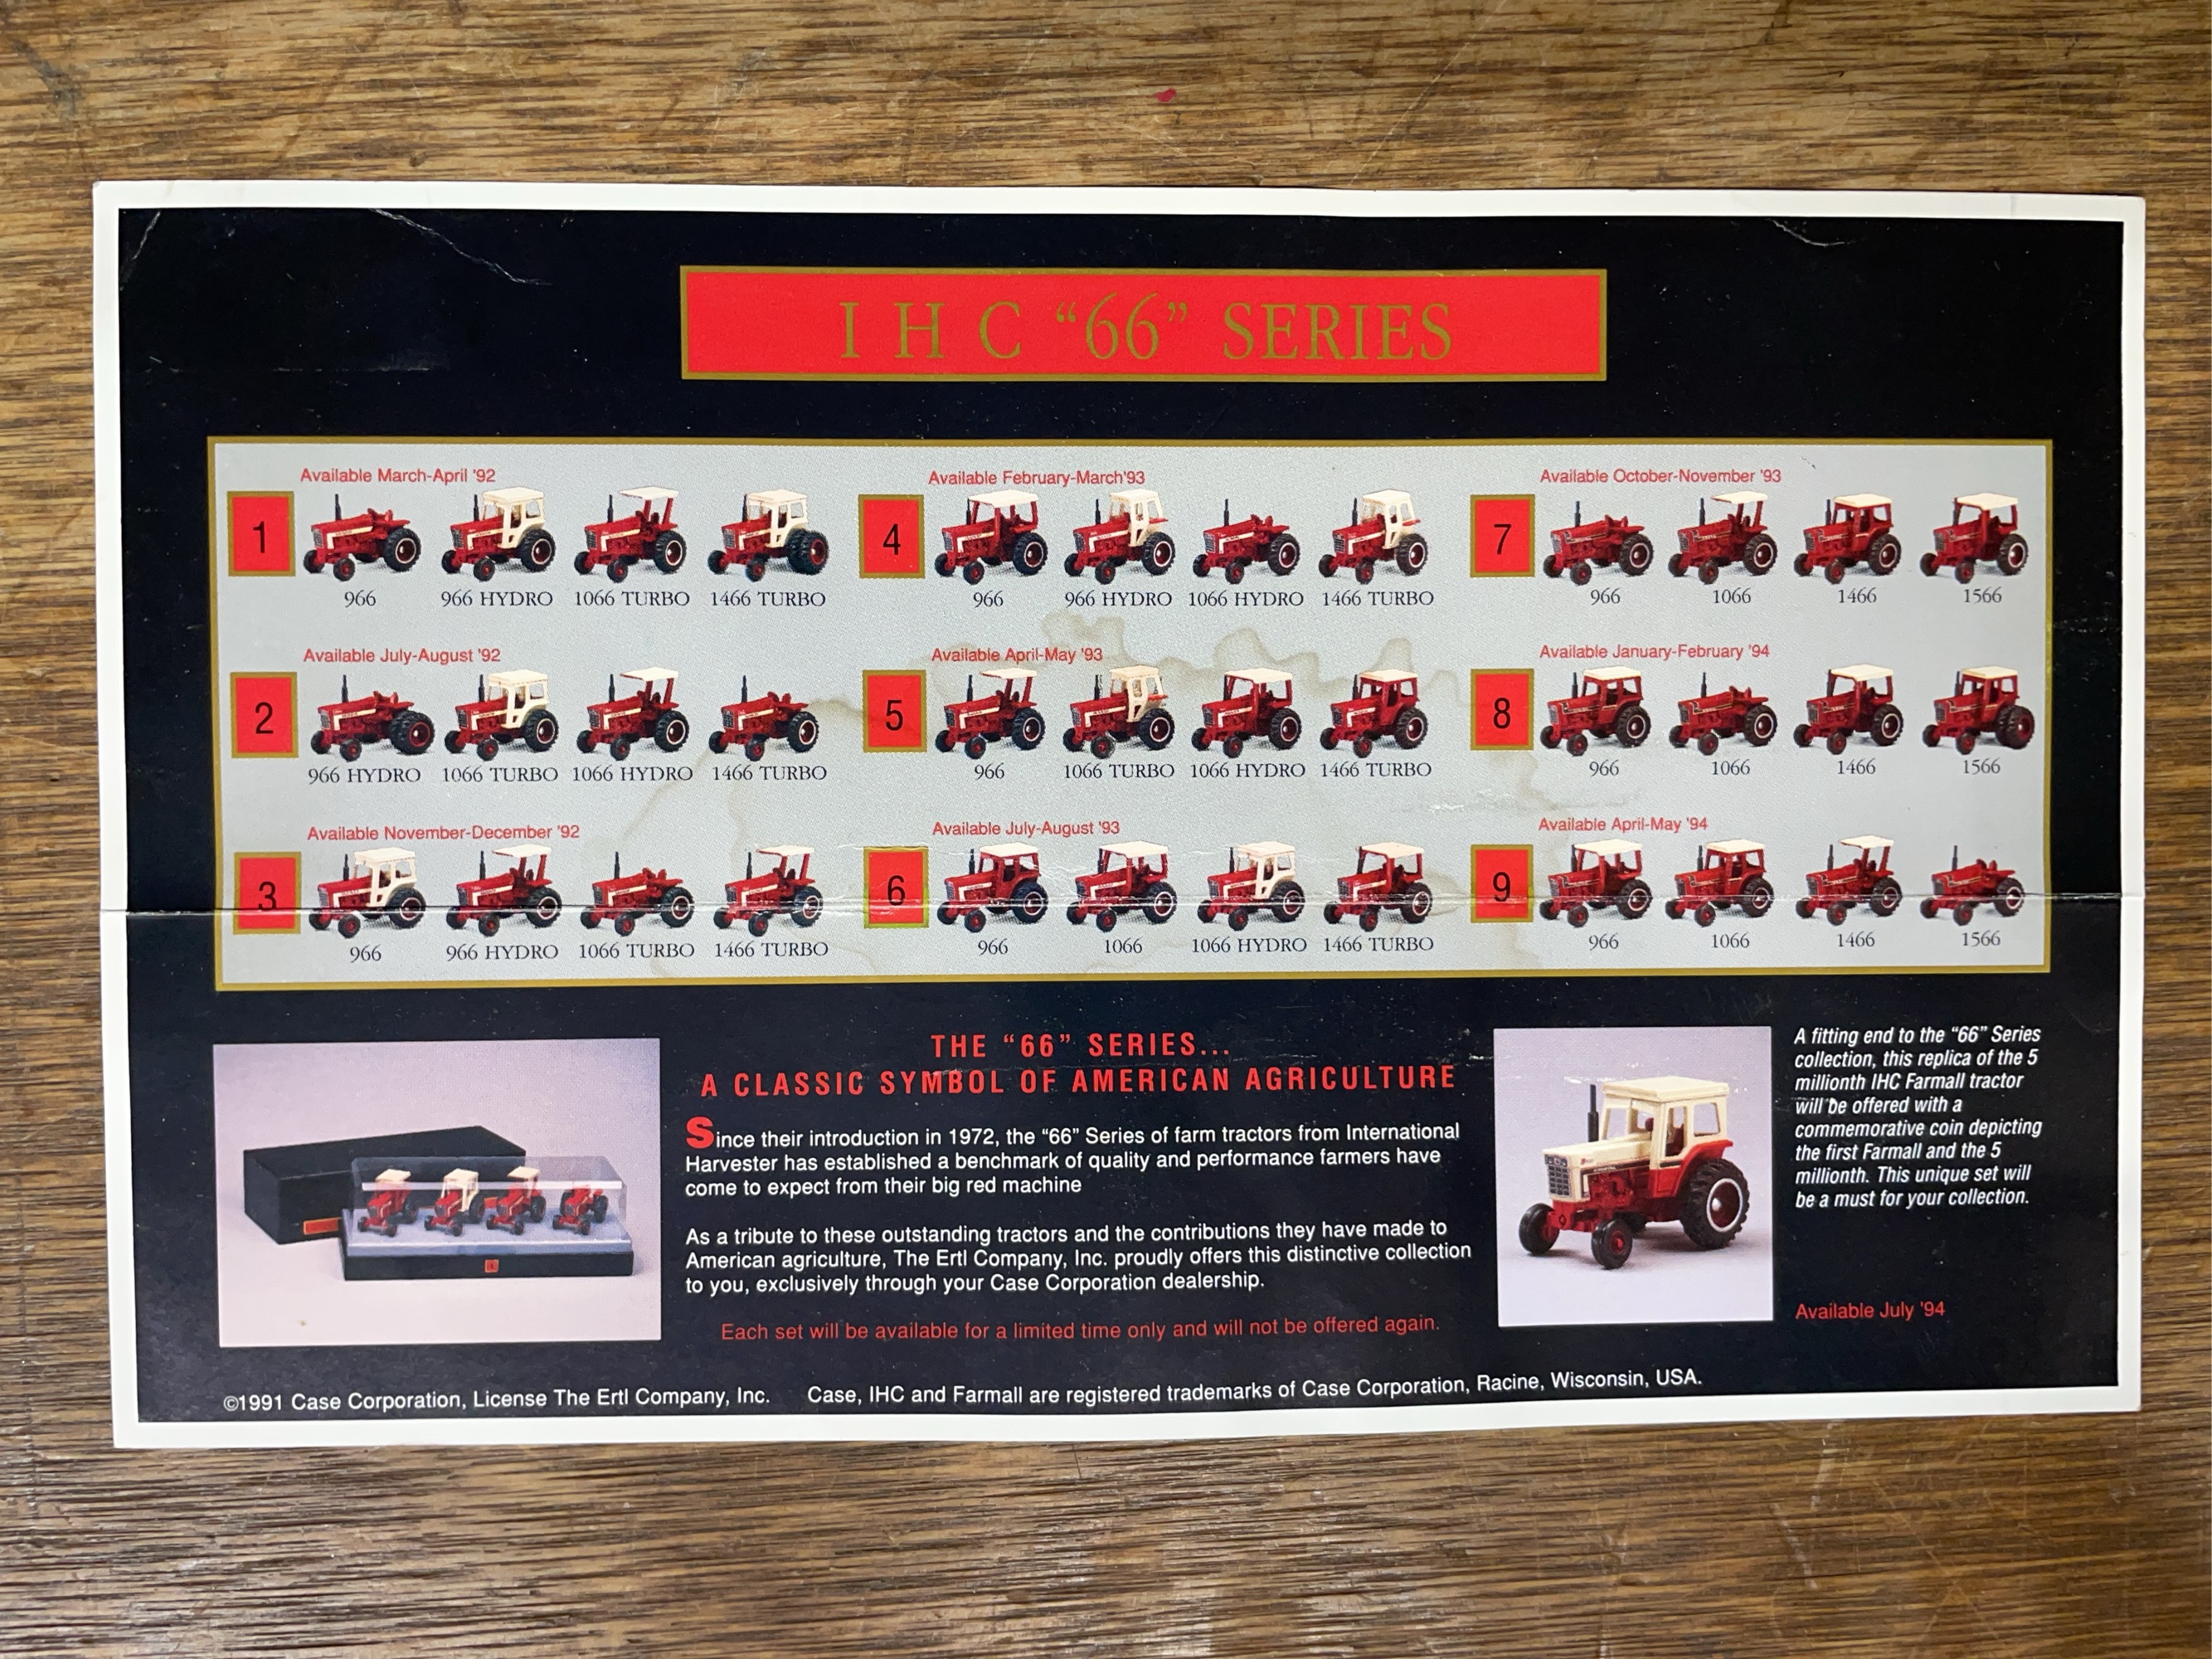 I H C “66” SERIES
Available March-April '92
1
966 966 HYDRO 1066 TURBO 1466 TURBO
Available July-August '92
2
966 HYDRO 1066 TURBO 1066 HYDRO 1466 TURBO
Available November-December '92
3
966 966 HYDRO 1066 TURBO 1466 TURBO
Available February-March'93
4
966 966 HYDRO 1066 HYDRO 1466 TURBO
Available April-May '93
5
966 1066 TURBO 1066 HYDRO 1466 TURBO
Available July-August '93
6
966 1066 1066 HYDRO 1466 TURBO
Available October-November '93
7
966 1066 1466 1566
Available January-February '94
8
966 1066 1466 1566
Available April-May '94
9
966 1066 1466 1566
THE “66” SERIES...
A CLASSIC SYMBOL OF AMERICAN AGRICULTURE
Since their introduction in 1972, the “66” Series of farm tractors from International
Harvester has established a benchmark of quality and performance farmers have
come to expect from their big red machine
As a tribute to these outstanding tractors and the contributions they have made to
American agriculture, The Ertl Company, Inc. proudly offers this distinctive collection
to you, exclusively through your Case Corporation dealership.
Each set will be available for a limited time only and will not be offered again.
A fitting end to the “66” Series
collection, this replica of the 5
millionth IHC Farmall tractor
will be offered with a
commemorative coin depicting
the first Farmall and the 5
millionth. This unique set will
be a must for your collection.
Available July '94
©1991 Case Corporation, License The Ertl Company, Inc. Case, IHC and Farmall are registered trademarks of Case Corporation, Racine, Wisconsin, USA.